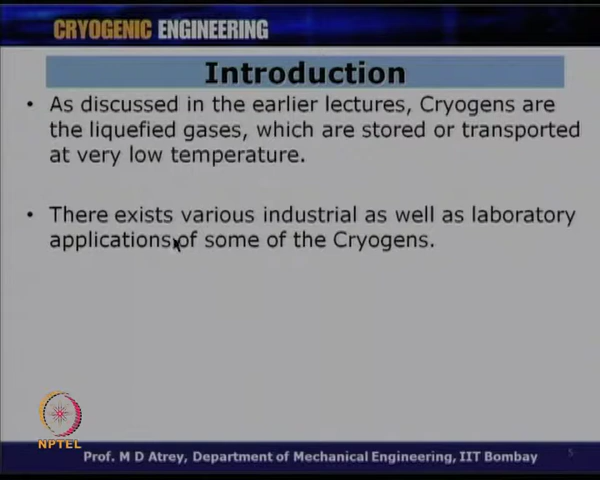 CRYOGENIC ENGINEERING
Introduction
• As discussed in the earlier lectures, Cryogens are
the liquefied gases, which are stored or transported
at very low temperature.
• There exists various industrial as well as laboratory
applications of some of the Cryogens.
NPTEL
Prof. M D Atrey, Department of Mechanical Engineering, IIT Bombay
5